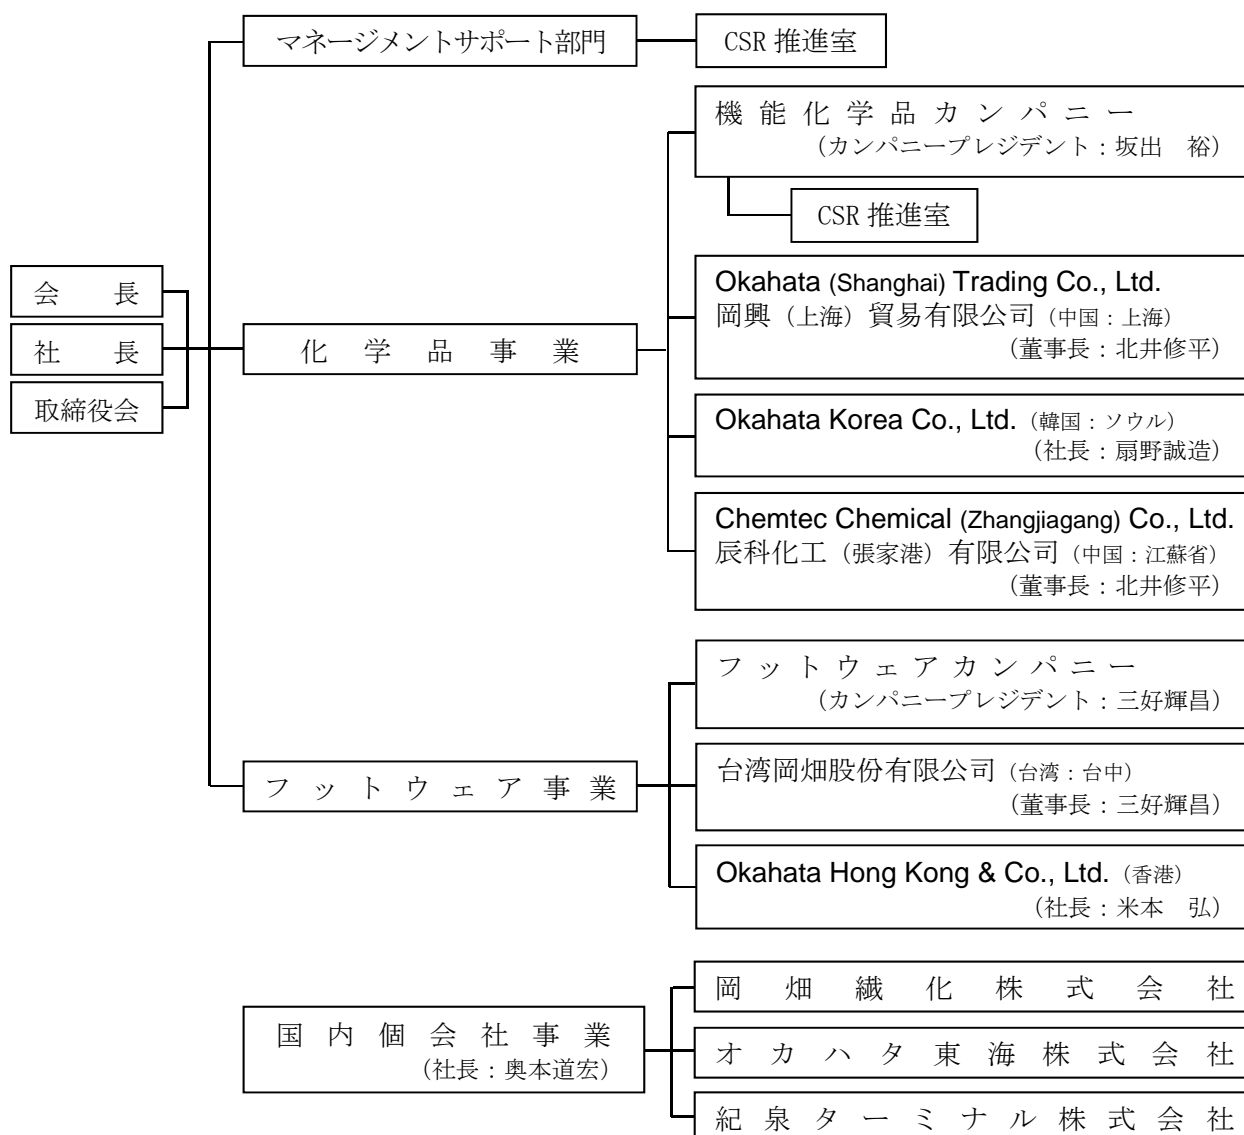 マネージメントサポート部門
CSR 推進室
機能化学品カンパニー
（カンパニープレジデント：坂出　裕）
CSR 推進室
会　長
社　長
取締役会
化学品事業
Okahata (Shanghai) Trading Co., Ltd.
岡興（上海）貿易有限公司（中国：上海）
（董事長：北井修平）
Okahata Korea Co., Ltd.（韓国：ソウル）
（社長：扇野誠造）
Chemtec Chemical (Zhangjiagang) Co., Ltd.
辰科化工（張家港）有限公司（中国：江蘇省）
（董事長：北井修平）
フットウェア事業
フットウェアカンパニー
（カンパニープレジデント：三好輝昌）
台湾岡畑股份有限公司（台湾：台中）
（董事長：三好輝昌）
Okahata Hong Kong & Co., Ltd.（香港）
（社長：米本　弘）
国内個会社事業
（社長：奥本道宏）
岡畑繊化株式会社
オカハタ東海株式会社
紀泉ターミナル株式会社